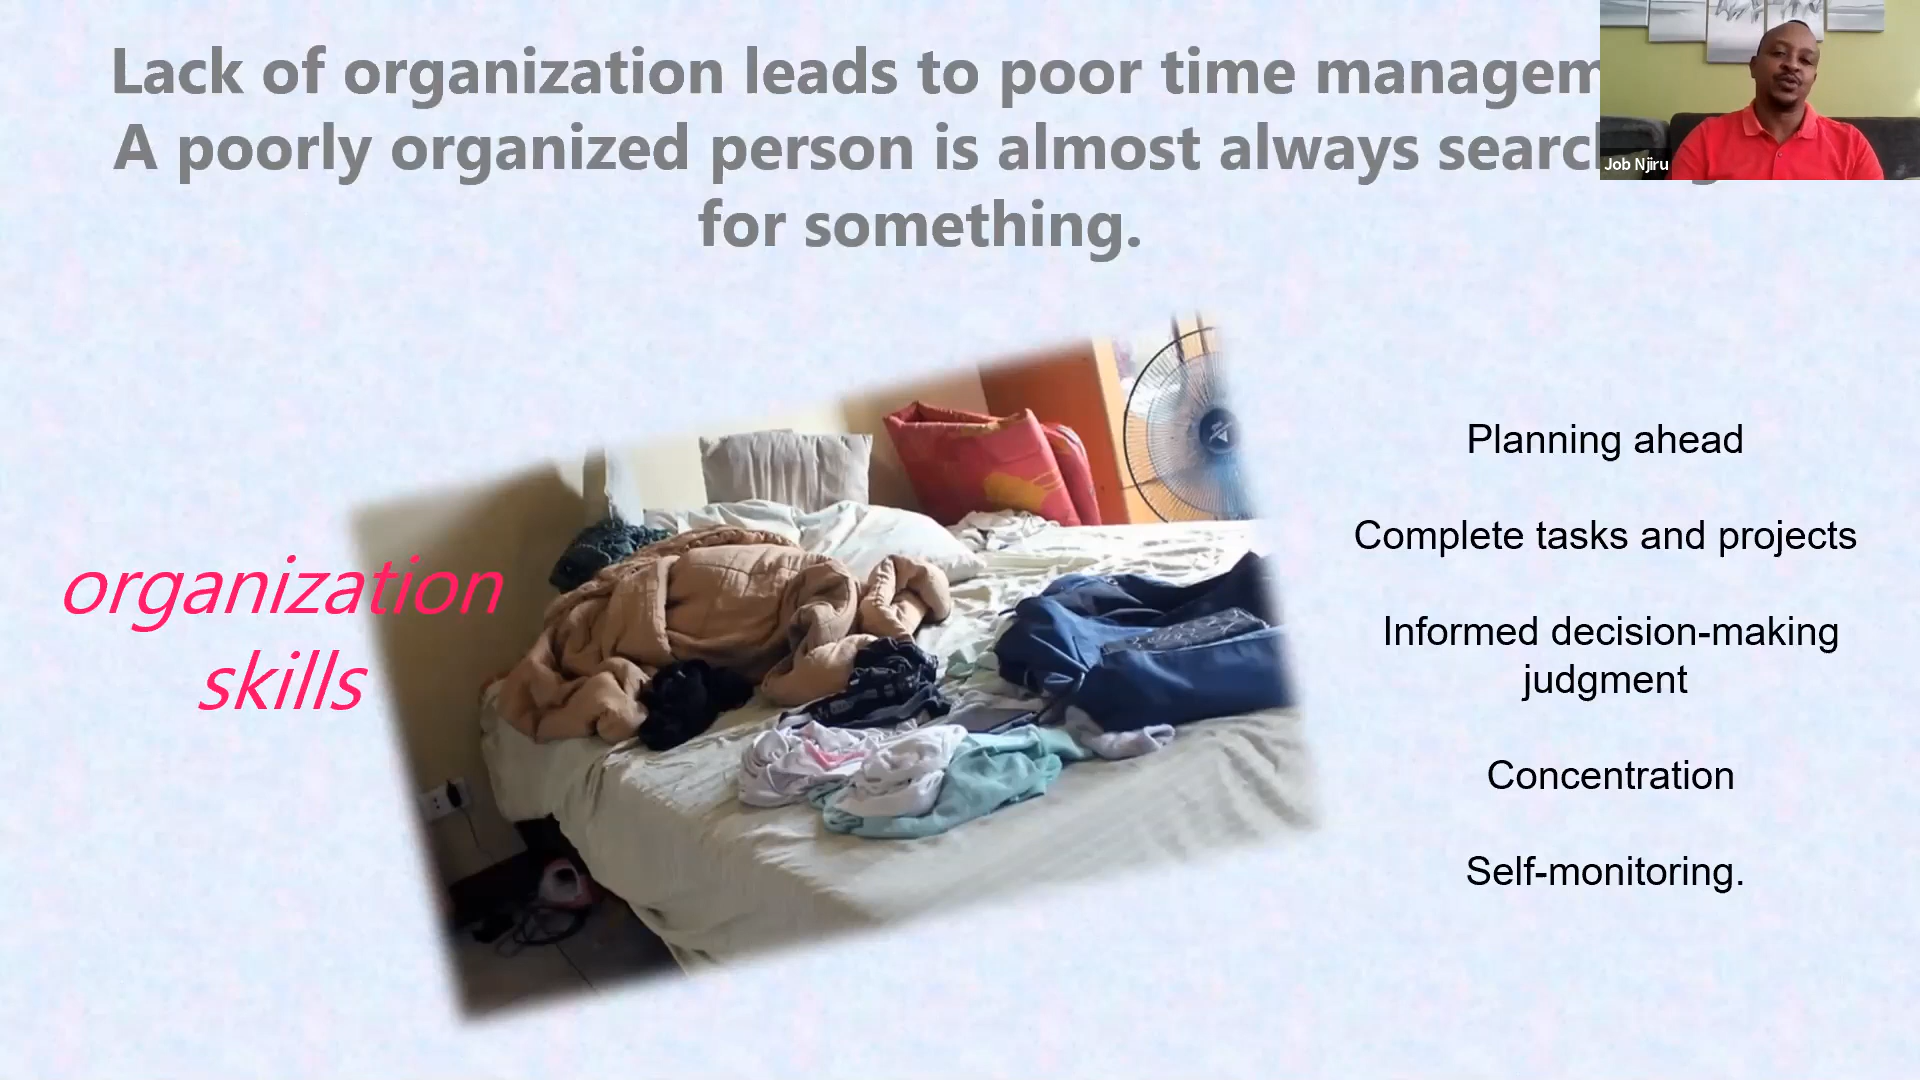 Lack of organization leads to poor time managem
A poorly organized person is almost always searc
for something.
Job Njiru
organization
skills
Planning ahead
Complete tasks and projects
Informed decision-making
judgment
Concentration
Self-monitoring.